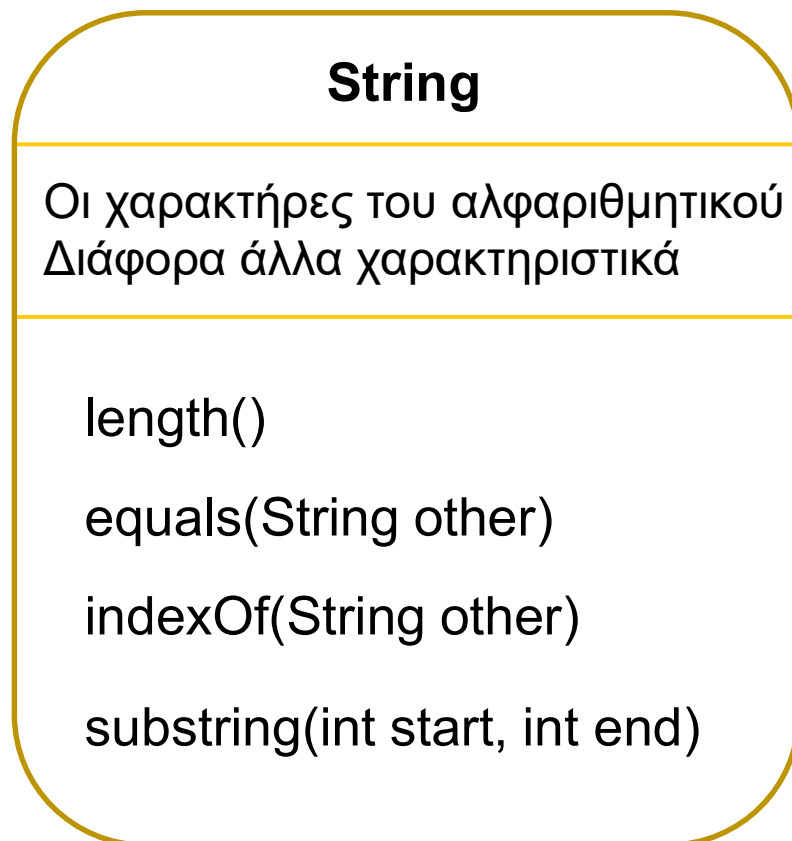 String
Οι χαρακτήρες του αλφαριθμητικού
Διάφορα άλλα χαρακτηριστικά
length()
equals(String other)
indexOf(String other)
substring(int start, int end)